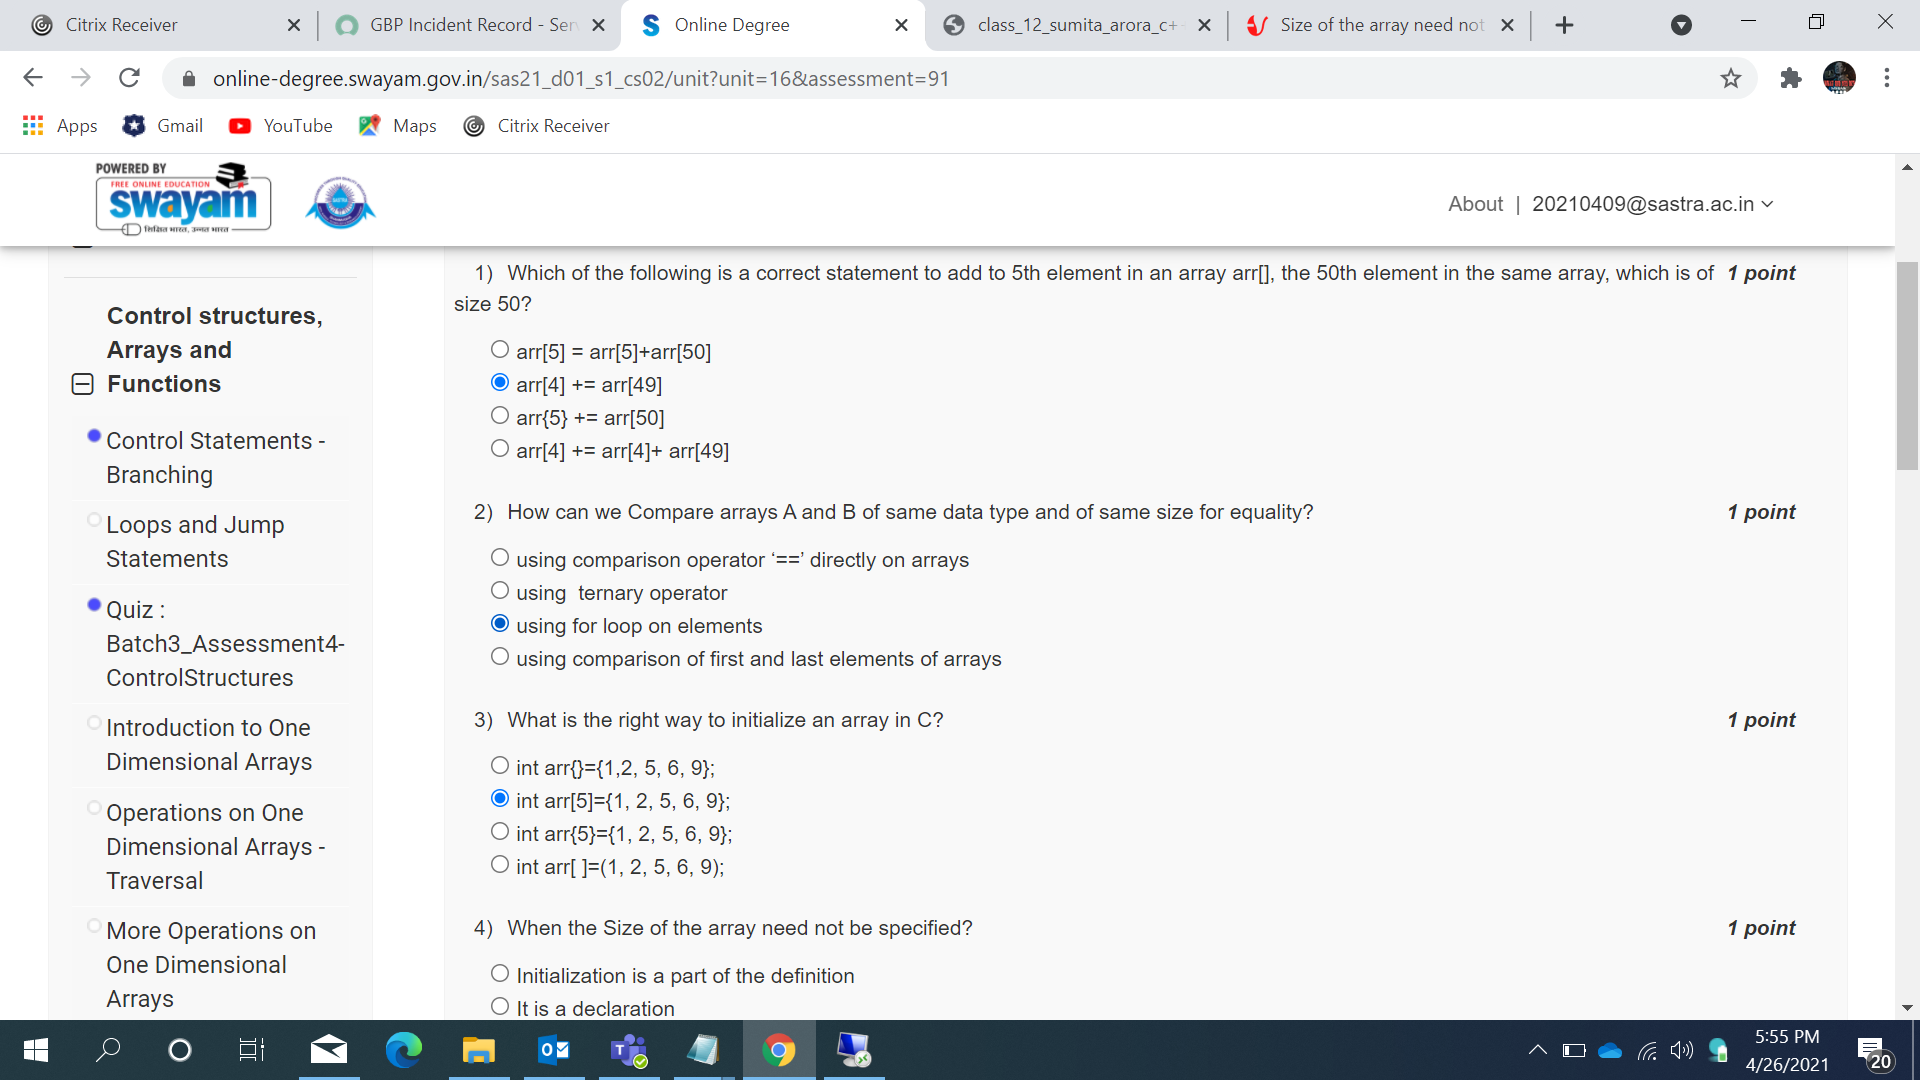 Citrix Receiver
GBP Incident Record - Ser
Online Degree
class_12_sumita_arora_c+
Size of the array need not
online-degree.swayam.gov.in/sas21_d01_s1_cs02/unit?unit=16&assessment=91
Apps
Gmail
YouTube
Maps
Citrix Receiver
POWERED BY
FREE ONLINE EDUCATION
swayam
शिक्षित भारत, उन्नत भारत
About | 20210409@sastra.ac.in
Control structures,
Arrays and
Functions
Control Statements -
Branching
Loops and Jump
Statements
Quiz :
Batch3_Assessment4-
ControlStructures
Introduction to One
Dimensional Arrays
Operations on One
Dimensional Arrays -
Traversal
More Operations on
One Dimensional
Arrays
1) Which of the following is a correct statement to add to 5th element in an array arr[], the 50th element in the same array, which is of 1 point
size 50?
arr[5] = arr[5]+arr[50]
arr[4] += arr[49]
arr{5} += arr[50]
arr[4] += arr[4]+ arr[49]
2) How can we Compare arrays A and B of same data type and of same size for equality? 1 point
using comparison operator ‘==’ directly on arrays
using ternary operator
using for loop on elements
using comparison of first and last elements of arrays
3) What is the right way to initialize an array in C? 1 point
int arr{}={1,2, 5, 6, 9};
int arr[5]={1, 2, 5, 6, 9};
int arr{5}={1, 2, 5, 6, 9};
int arr[ ]=(1, 2, 5, 6, 9);
4) When the Size of the array need not be specified? 1 point
Initialization is a part of the definition
It is a declaration
5:55 PM
4/26/2021
20